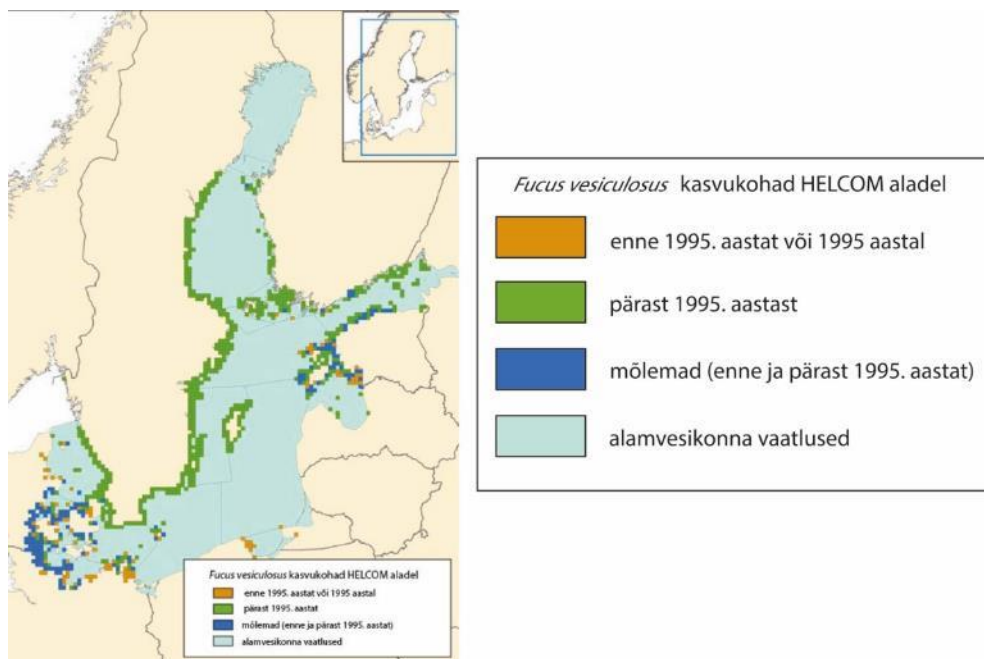 Fucus vesiculosus kasvukohad HELCOM aladel
enne 1995. aastat või 1995 aastal
pärast 1995. aastat
mõlemad (enne ja pärast 1995. aastat)
alamvesikonna vaatlused
Fucus vesiculosus kasvukohad HELCOM aladel
enne 1995. aastat või 1995 aastal
pärast 1995. aastast
mõlemad (enne ja pärast 1995. aastat)
alamvesikonna vaatlused